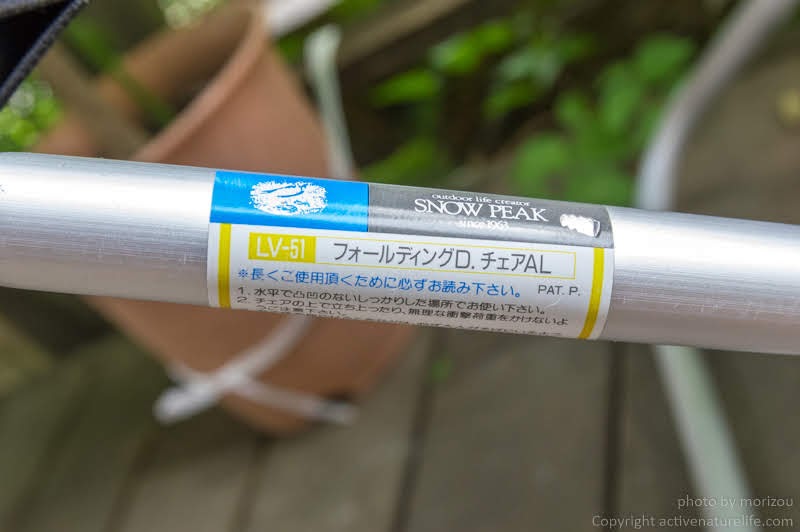 outdoor life creator
SNOW PEAK
since 1963
LV-51 フォールディングD.チェアAL
※長くご使用頂くために必ずお読み下さい。 PAT. P.
1. 水平で凸凹のないしっかりした場所でお使い下さい。
2. チェアの上で立ち上ったり、無理な衝撃荷重をかけないよ
photo by morizou
Copyright activenaturelife.com